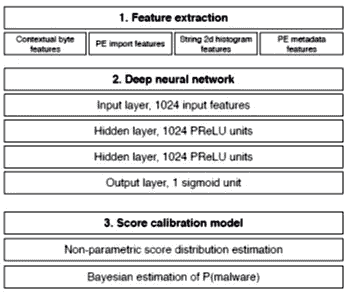 1. Feature extraction
Contextual byte features
PE import features
String 2d histogram features
PE metadata features
2. Deep neural network
Input layer, 1024 input features
Hidden layer, 1024 PReLU units
Hidden layer, 1024 PReLU units
Output layer, 1 sigmoid unit
3. Score calibration model
Non-parametric score distribution estimation
Bayesian estimation of P(malware)